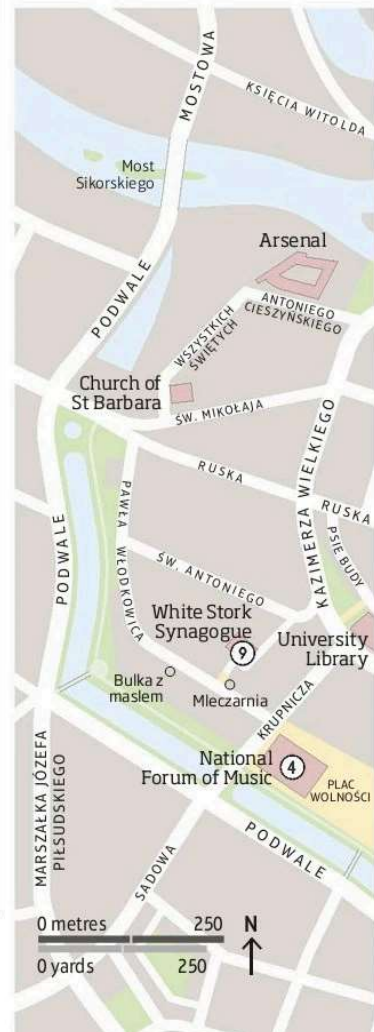 MOSTOWA
KSIĘCIA WITOLDA
Most
Sikorskiego
Arsenal
PODWALE
ANTONIEGO
CIESZYŃSKIEGO
WSZYSTKICH
ŚWIĘTYCH
Church of
St Barbara
ŚW. MIKOŁAJA
KAZIMIERZA WIELKIEGO
RUSKA
RUSKA
PAWŁA WŁODKOWICA
PSIE BUDY
PODWALE
ŚW. ANTONIEGO
White Stork
Synagogue
9
University
Library
Bulka z
maslem
Mleczarnia
KRUPNICZA
National
Forum of Music
4
PLAC
WOLNOŚCI
MARSZAŁKA JÓZEFA
PIŁSUDSKIEGO
PODWALE
SĄDOWA
0 metres 250
N
0 yards 250